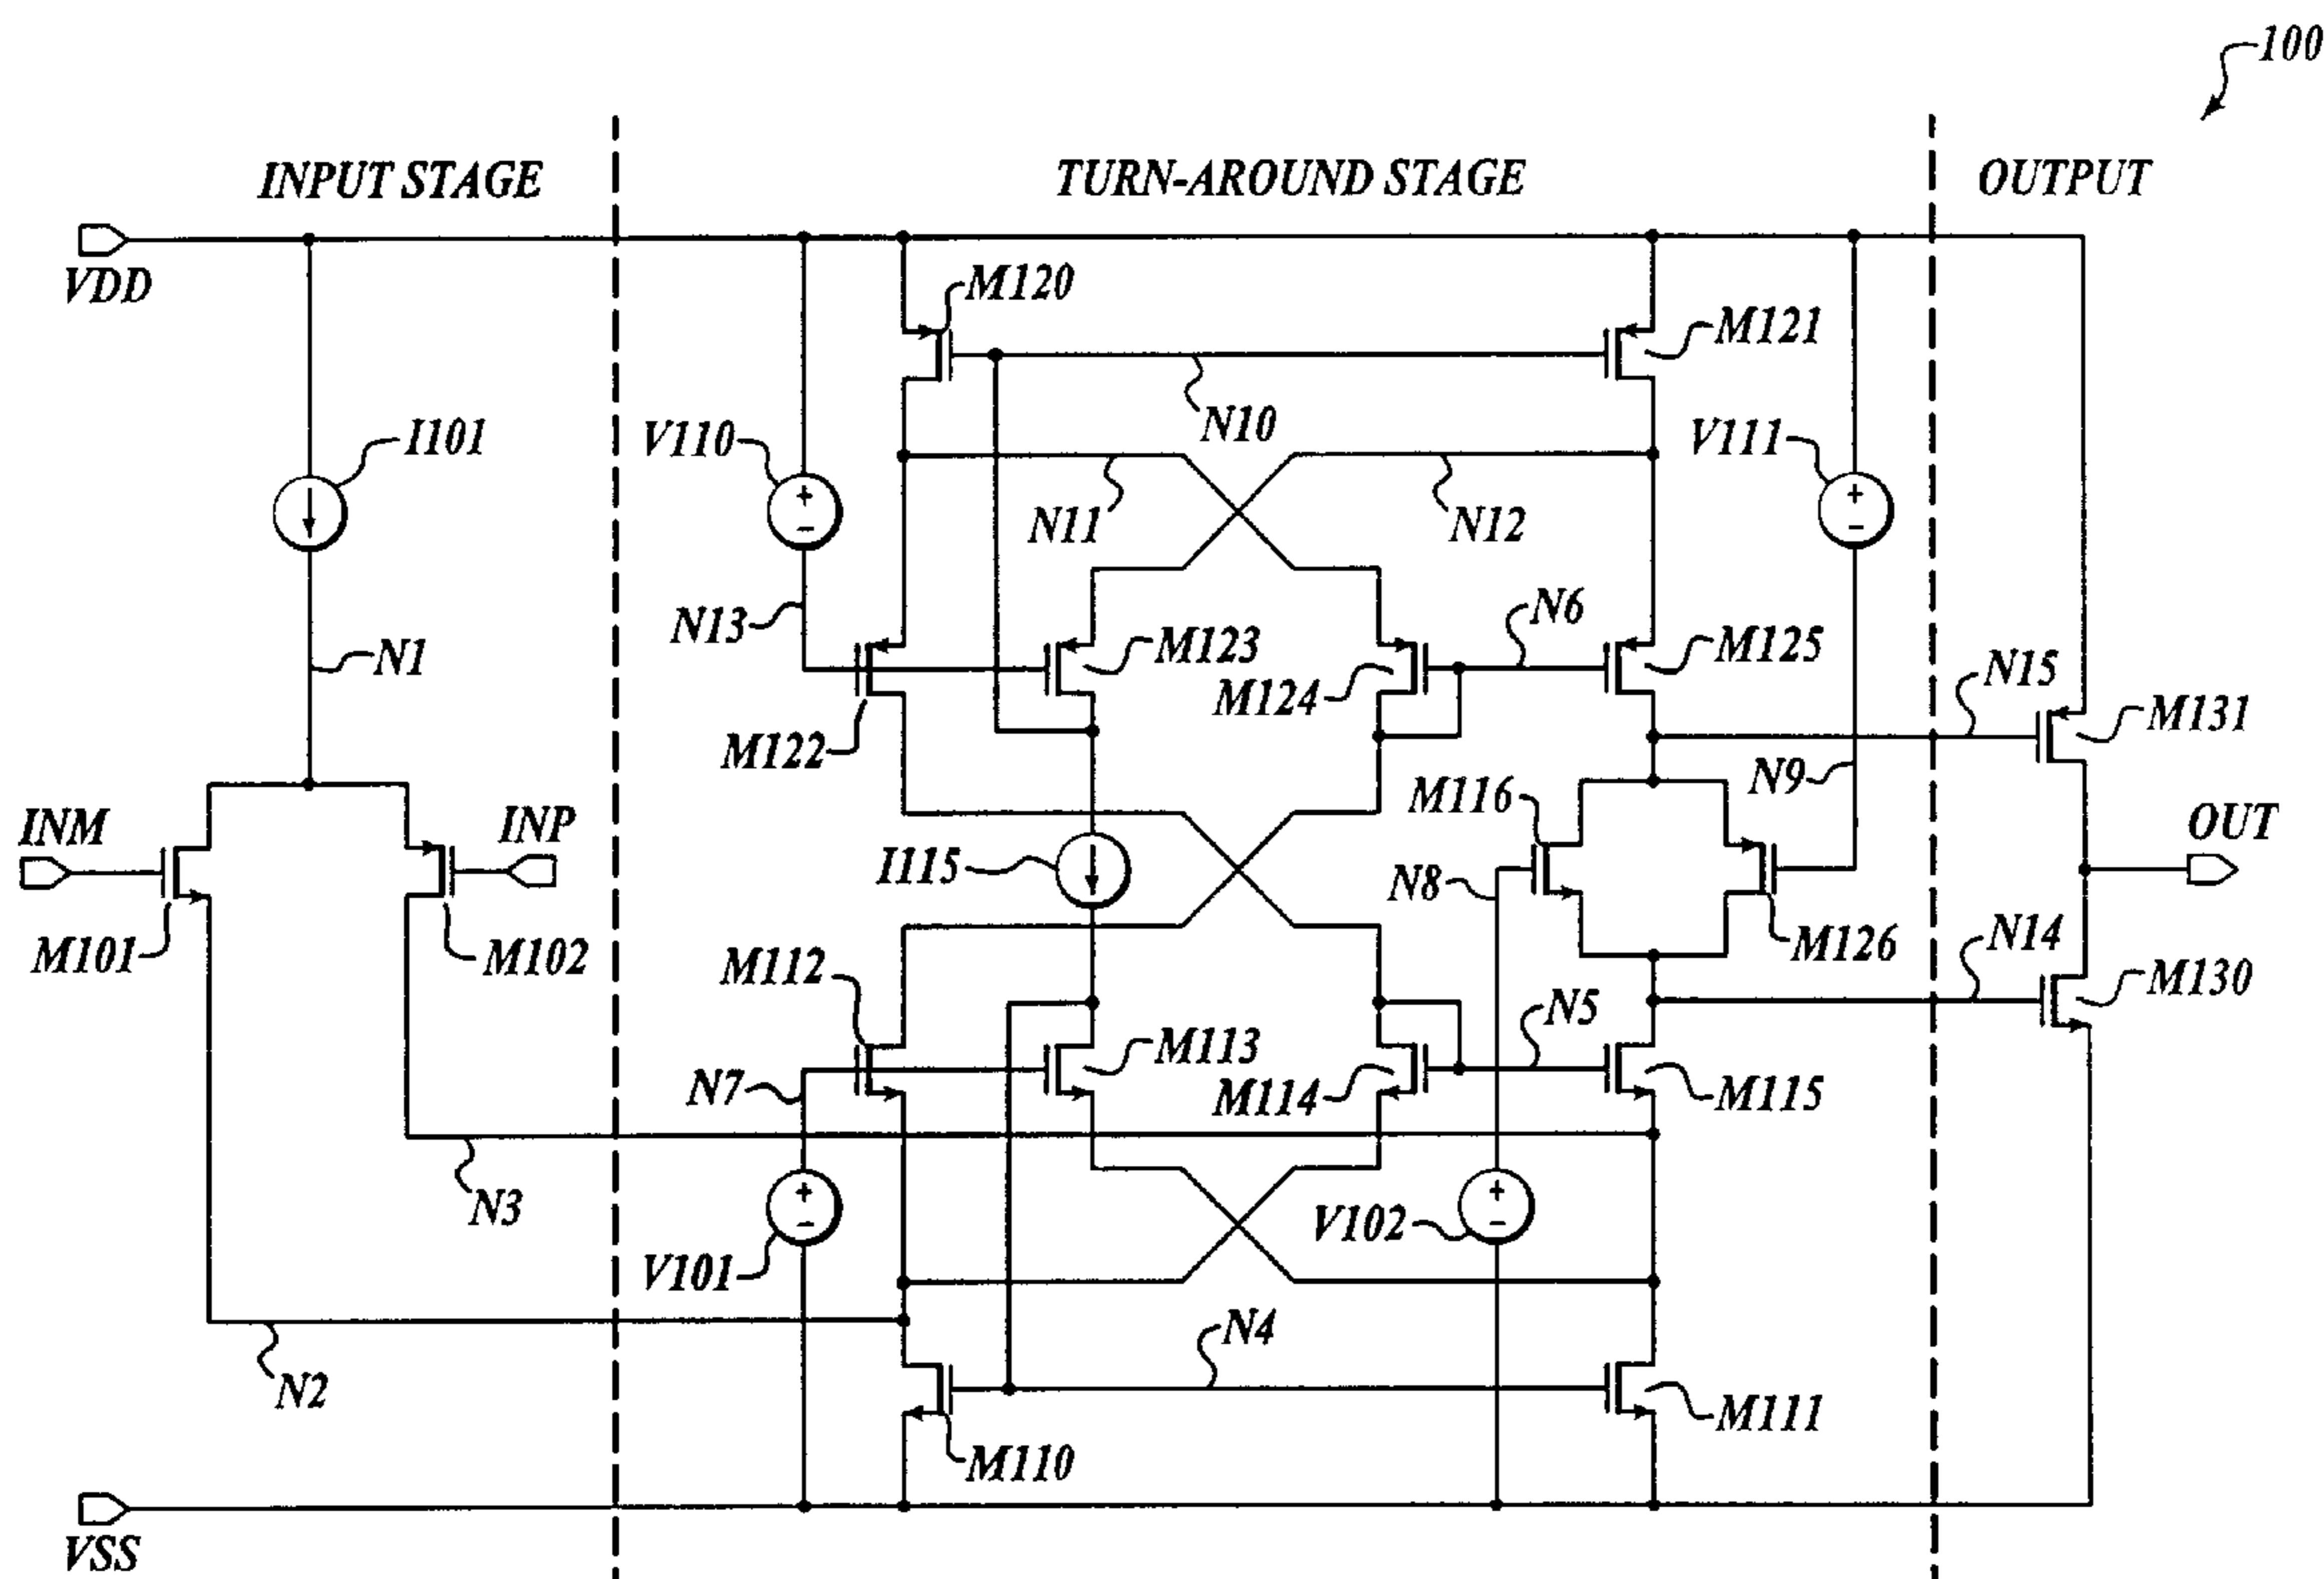 100
INPUT STAGE
TURN-AROUND STAGE
OUTPUT
VDD
M120
M121
I101
V110
N10
V111
N11
N12
N13
N1
M123
N6
M125
N15
M124
M131
M122
N9
INM
INP
M116
OUT
I115
N8
M101
M102
M112
M126
N14
M130
N5
M113
N7
M114
M115
N3
V101
V102
N4
N2
M110
M111
VSS
+
−
+
−
+
−
+
−